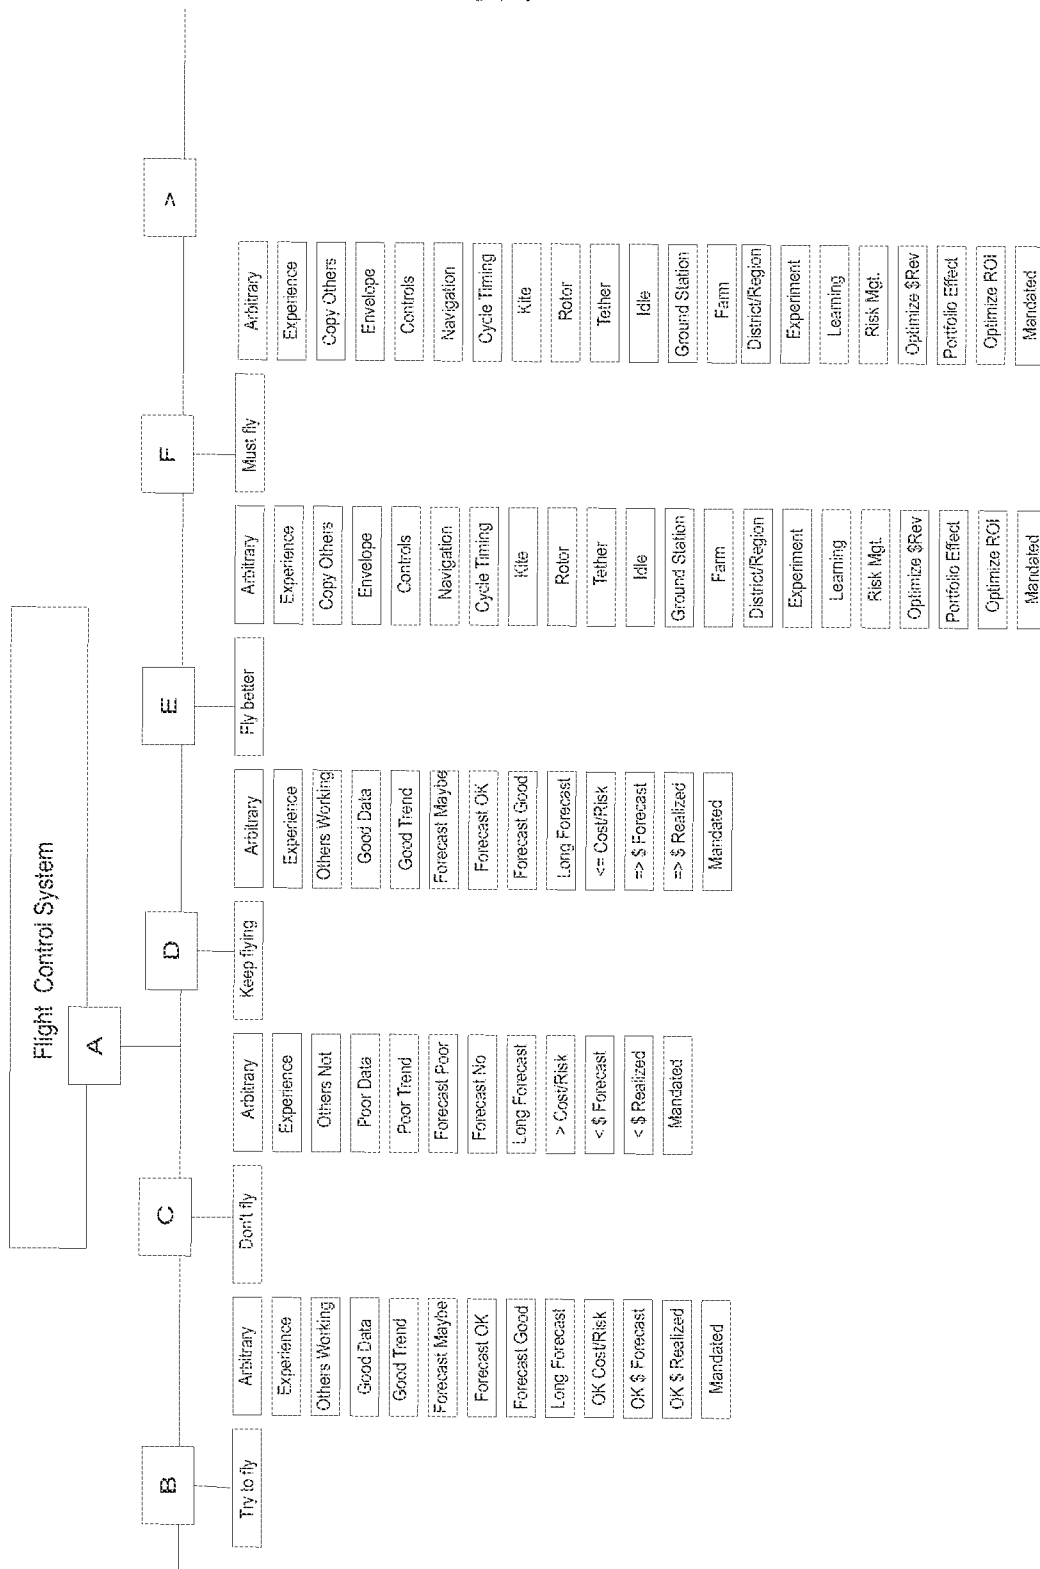 Flight Control System
A
B
C
D
E
F
>
Try to fly
Arbitrary
Experience
Others Working
Good Data
Good Trend
Forecast Maybe
Forecast OK
Forecast Good
Long Forecast
OK Cost/Risk
OK $ Forecast
OK $ Realized
Mandated
Don't fly
Arbitrary
Experience
Others Not
Poor Data
Poor Trend
Forecast Poor
Forecast No
Long Forecast
> Cost/Risk
< $ Forecast
< $ Realized
Mandated
Keep flying
Arbitrary
Experience
Others Working
Good Data
Good Trend
Forecast Maybe
Forecast OK
Forecast Good
Long Forecast
<= Cost/Risk
=> $ Forecast
=> $ Realized
Mandated
Fly better
Arbitrary
Experience
Copy Others
Envelope
Controls
Navigation
Cycle Timing
Kite
Rotor
Tether
Idle
Ground Station
Farm
District/Region
Experiment
Learning
Risk Mgt.
Optimize $Rev
Portfolio Effect
Optimize ROI
Mandated
Must fly
Arbitrary
Experience
Copy Others
Envelope
Controls
Navigation
Cycle Timing
Kite
Rotor
Tether
Idle
Ground Station
Farm
District/Region
Experiment
Learning
Risk Mgt.
Optimize $Rev
Portfolio Effect
Optimize ROI
Mandated